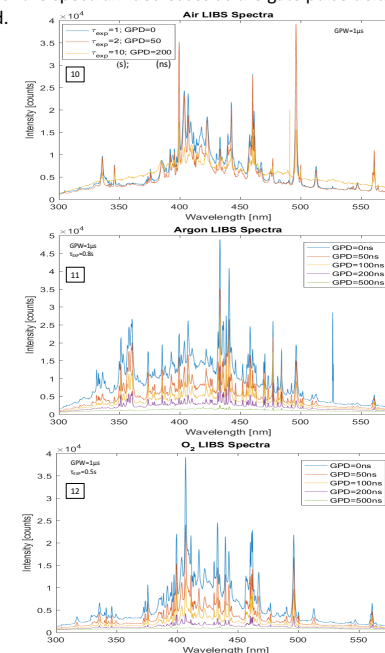 d.
Air LIBS Spectra
×10⁴
τexp=1; GPD=0
τexp=2; GPD=50
τexp=10; GPD=200
(s); (ns)
GPW=1µs
10
Intensity [counts]
4
3.5
3
2.5
2
1.5
1
0.5
0
300 350 400 450 500 550
Wavelength [nm]
Argon LIBS Spectra
×10⁴
GPW=1µs
τEXP=0.8s
11
GPD=0ns
GPD=50ns
GPD=100ns
GPD=200ns
GPD=500ns
Intensity [counts]
5
4.5
4
3.5
3
2.5
2
1.5
1
0.5
0
300 350 400 450 500 550
Wavelength [nm]
O₂ LIBS Spectra
×10⁴
GPW=1µs
τEXP=0.5s
12
GPD=0ns
GPD=50ns
GPD=100ns
GPD=200ns
GPD=500ns
Intensity [counts]
4
3.5
3
2.5
2
1.5
1
0.5
0
300 350 400 450 500 550
Wavelength [nm]